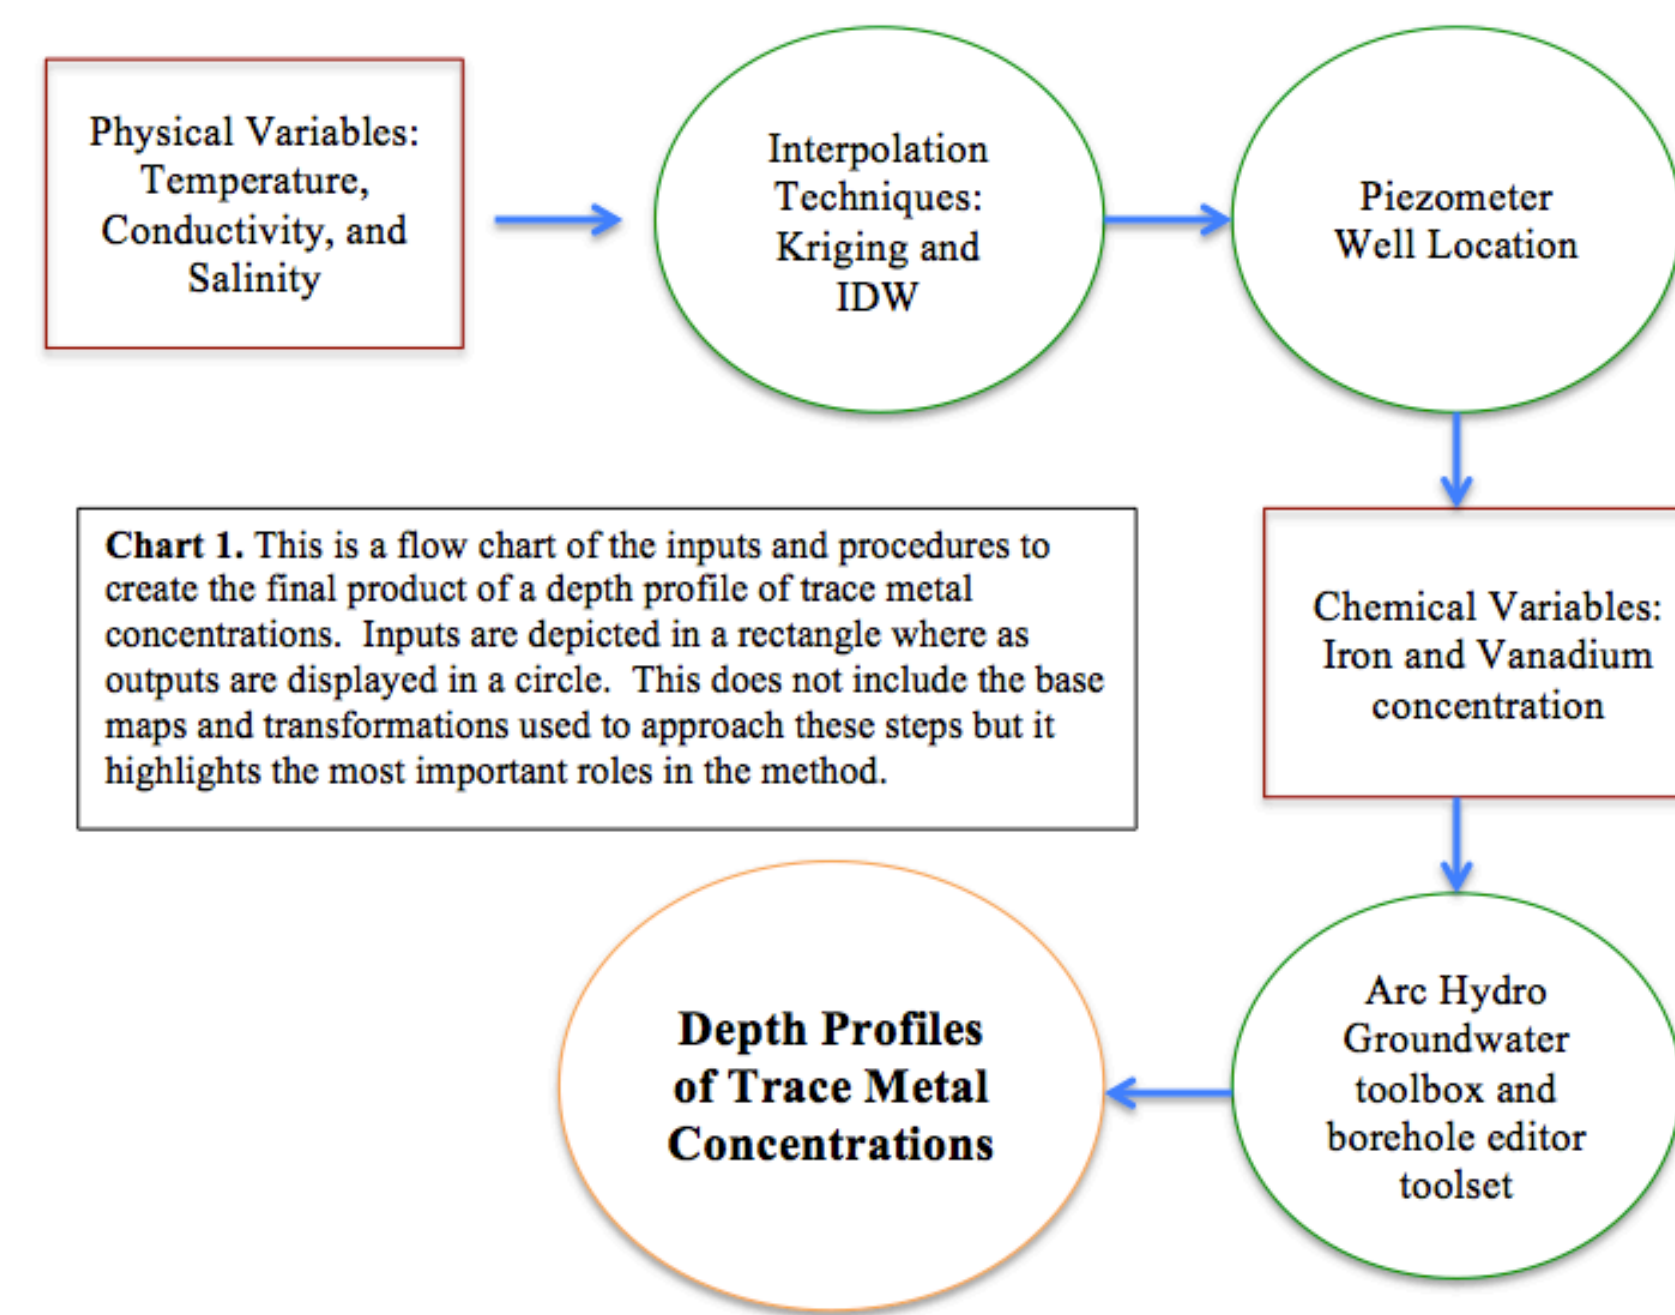 Physical Variables:
Temperature,
Conductivity, and
Salinity
Interpolation
Techniques:
Kriging and
IDW
Piezometer
Well Location
Chart 1. This is a flow chart of the inputs and procedures to
create the final product of a depth profile of trace metal
concentrations. Inputs are depicted in a rectangle where as
outputs are displayed in a circle. This does not include the base
maps and transformations used to approach these steps but it
highlights the most important roles in the method.
Chemical Variables:
Iron and Vanadium
concentration
Arc Hydro
Groundwater
toolbox and
borehole editor
toolset
Depth Profiles
of Trace Metal
Concentrations